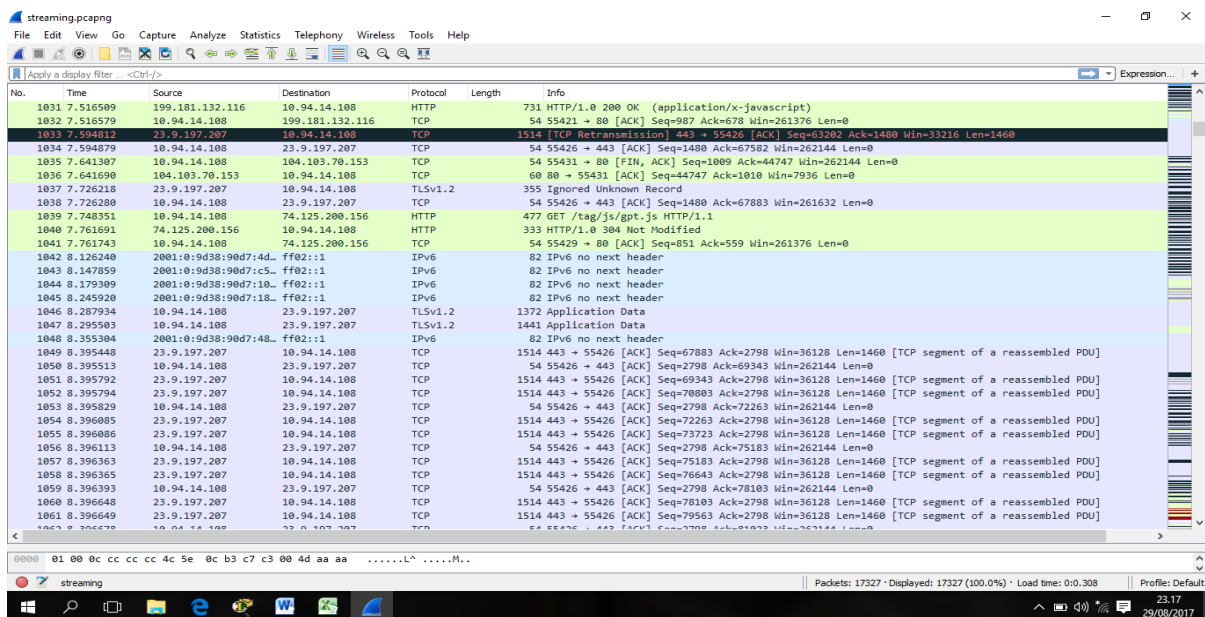 streaming.pcapng
File Edit View Go Capture Analyze Statistics Telephony Wireless Tools Help
Apply a display filter ... <Ctrl-/> Expression... +
No. Time Source Destination Protocol Length Info
1031 7.516509 199.181.132.116 10.94.14.108 HTTP 731 HTTP/1.0 200 OK (application/x-javascript)
1032 7.516579 10.94.14.108 199.181.132.116 TCP 54 55421 → 80 [ACK] Seq=987 Ack=678 Win=261376 Len=0
1033 7.594812 23.9.197.207 10.94.14.108 TCP 1514 [TCP Retransmission] 443 → 55426 [ACK] Seq=63202 Ack=1480 Win=33216 Len=1460
1034 7.594879 10.94.14.108 23.9.197.207 TCP 54 55426 → 443 [ACK] Seq=1480 Ack=67582 Win=262144 Len=0
1035 7.641307 10.94.14.108 104.103.70.153 TCP 54 55431 → 80 [FIN, ACK] Seq=1009 Ack=44747 Win=262144 Len=0
1036 7.641690 104.103.70.153 10.94.14.108 TCP 60 80 → 55431 [ACK] Seq=44747 Ack=1010 Win=7936 Len=0
1037 7.726218 23.9.197.207 10.94.14.108 TLSv1.2 355 Ignored Unknown Record
1038 7.726280 10.94.14.108 23.9.197.207 TCP 54 55426 → 443 [ACK] Seq=1480 Ack=67883 Win=261632 Len=0
1039 7.748351 10.94.14.108 74.125.200.156 HTTP 477 GET /tag/js/gpt.js HTTP/1.1
1040 7.761691 74.125.200.156 10.94.14.108 HTTP 333 HTTP/1.0 304 Not Modified
1041 7.761743 10.94.14.108 74.125.200.156 TCP 54 55429 → 80 [ACK] Seq=851 Ack=559 Win=261376 Len=0
1042 8.126240 2001:0:9d38:90d7:4d… ff02::1 IPv6 82 IPv6 no next header
1043 8.147859 2001:0:9d38:90d7:c5… ff02::1 IPv6 82 IPv6 no next header
1044 8.179309 2001:0:9d38:90d7:10… ff02::1 IPv6 82 IPv6 no next header
1045 8.245920 2001:0:9d38:90d7:18… ff02::1 IPv6 82 IPv6 no next header
1046 8.287934 10.94.14.108 23.9.197.207 TLSv1.2 1372 Application Data
1047 8.295503 10.94.14.108 23.9.197.207 TLSv1.2 1441 Application Data
1048 8.355304 2001:0:9d38:90d7:48… ff02::1 IPv6 82 IPv6 no next header
1049 8.395448 23.9.197.207 10.94.14.108 TCP 1514 443 → 55426 [ACK] Seq=67883 Ack=2798 Win=36128 Len=1460 [TCP segment of a reassembled PDU]
1050 8.395513 10.94.14.108 23.9.197.207 TCP 54 55426 → 443 [ACK] Seq=2798 Ack=69343 Win=262144 Len=0
1051 8.395792 23.9.197.207 10.94.14.108 TCP 1514 443 → 55426 [ACK] Seq=69343 Ack=2798 Win=36128 Len=1460 [TCP segment of a reassembled PDU]
1052 8.395794 23.9.197.207 10.94.14.108 TCP 1514 443 → 55426 [ACK] Seq=70803 Ack=2798 Win=36128 Len=1460 [TCP segment of a reassembled PDU]
1053 8.395829 10.94.14.108 23.9.197.207 TCP 54 55426 → 443 [ACK] Seq=2798 Ack=72263 Win=262144 Len=0
1054 8.396085 23.9.197.207 10.94.14.108 TCP 1514 443 → 55426 [ACK] Seq=72263 Ack=2798 Win=36128 Len=1460 [TCP segment of a reassembled PDU]
1055 8.396086 23.9.197.207 10.94.14.108 TCP 1514 443 → 55426 [ACK] Seq=73723 Ack=2798 Win=36128 Len=1460 [TCP segment of a reassembled PDU]
1056 8.396113 10.94.14.108 23.9.197.207 TCP 54 55426 → 443 [ACK] Seq=2798 Ack=75183 Win=262144 Len=0
1057 8.396363 23.9.197.207 10.94.14.108 TCP 1514 443 → 55426 [ACK] Seq=75183 Ack=2798 Win=36128 Len=1460 [TCP segment of a reassembled PDU]
1058 8.396365 23.9.197.207 10.94.14.108 TCP 1514 443 → 55426 [ACK] Seq=76643 Ack=2798 Win=36128 Len=1460 [TCP segment of a reassembled PDU]
1059 8.396393 10.94.14.108 23.9.197.207 TCP 54 55426 → 443 [ACK] Seq=2798 Ack=78103 Win=262144 Len=0
1060 8.396648 23.9.197.207 10.94.14.108 TCP 1514 443 → 55426 [ACK] Seq=78103 Ack=2798 Win=36128 Len=1460 [TCP segment of a reassembled PDU]
1061 8.396649 23.9.197.207 10.94.14.108 TCP 1514 443 → 55426 [ACK] Seq=79563 Ack=2798 Win=36128 Len=1460 [TCP segment of a reassembled PDU]
0000 01 00 0c cc cc cc 4c 5e 0c b3 c7 c3 00 4d aa aa ......L^ .....M..
streaming Packets: 17327 · Displayed: 17327 (100.0%) · Load time: 0:0.308 Profile: Default
23.17
29/08/2017